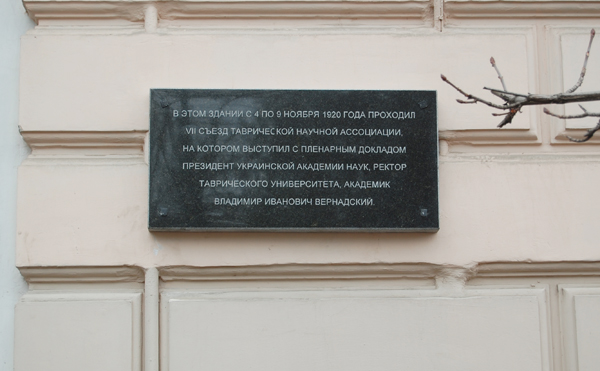 В ЭТОМ ЗДАНИИ С 4 ПО 9 НОЯБРЯ 1920 ГОДА ПРОХОДИЛ
VII СЪЕЗД ТАВРИЧЕСКОЙ НАУЧНОЙ АССОЦИАЦИИ,
НА КОТОРОМ ВЫСТУПИЛ С ПЛЕНАРНЫМ ДОКЛАДОМ
ПРЕЗИДЕНТ УКРАИНСКОЙ АКАДЕМИИ НАУК, РЕКТОР
ТАВРИЧЕСКОГО УНИВЕРСИТЕТА, АКАДЕМИК
ВЛАДИМИР ИВАНОВИЧ ВЕРНАДСКИЙ.